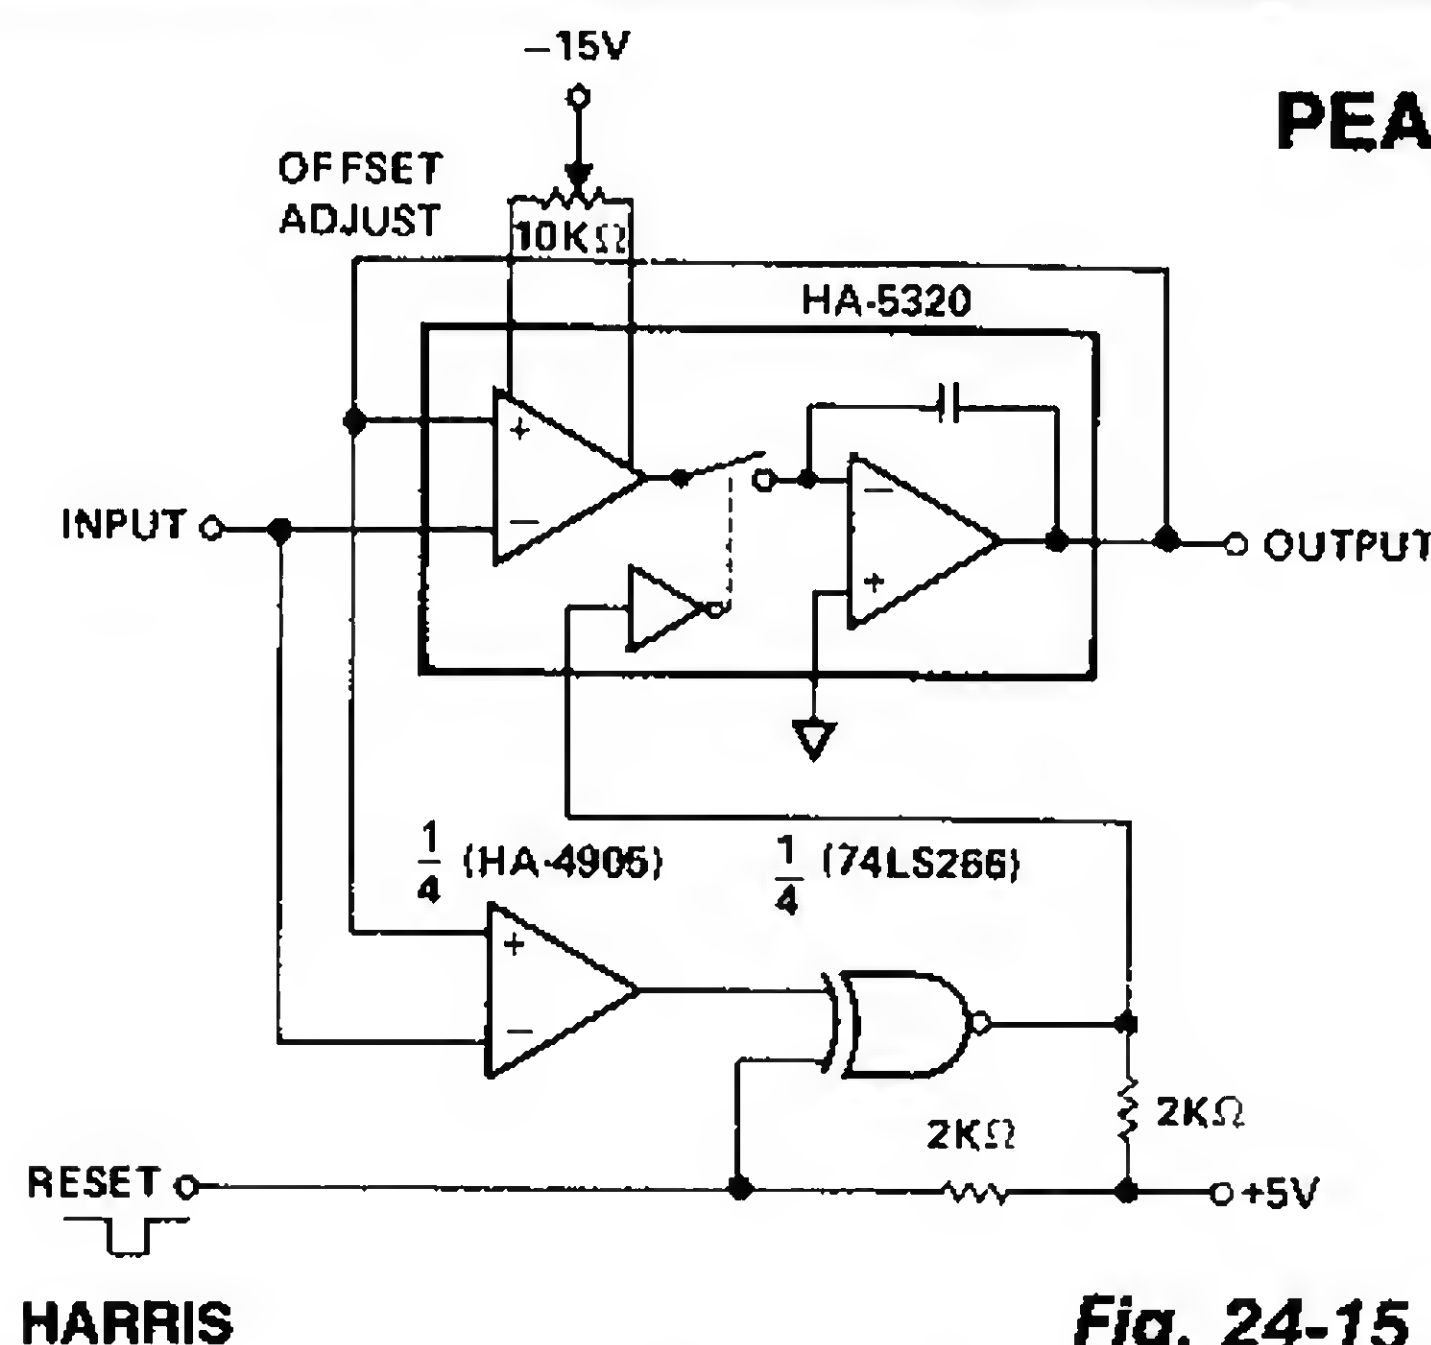 −15V
PEA
OFFSET
ADJUST
10KΩ
HA-5320
+
−
−
+
INPUT
OUTPUT
1/4 (HA-4905)
1/4 (74LS266)
+
−
2KΩ
2KΩ
RESET
+5V
HARRIS
Fig. 24-15